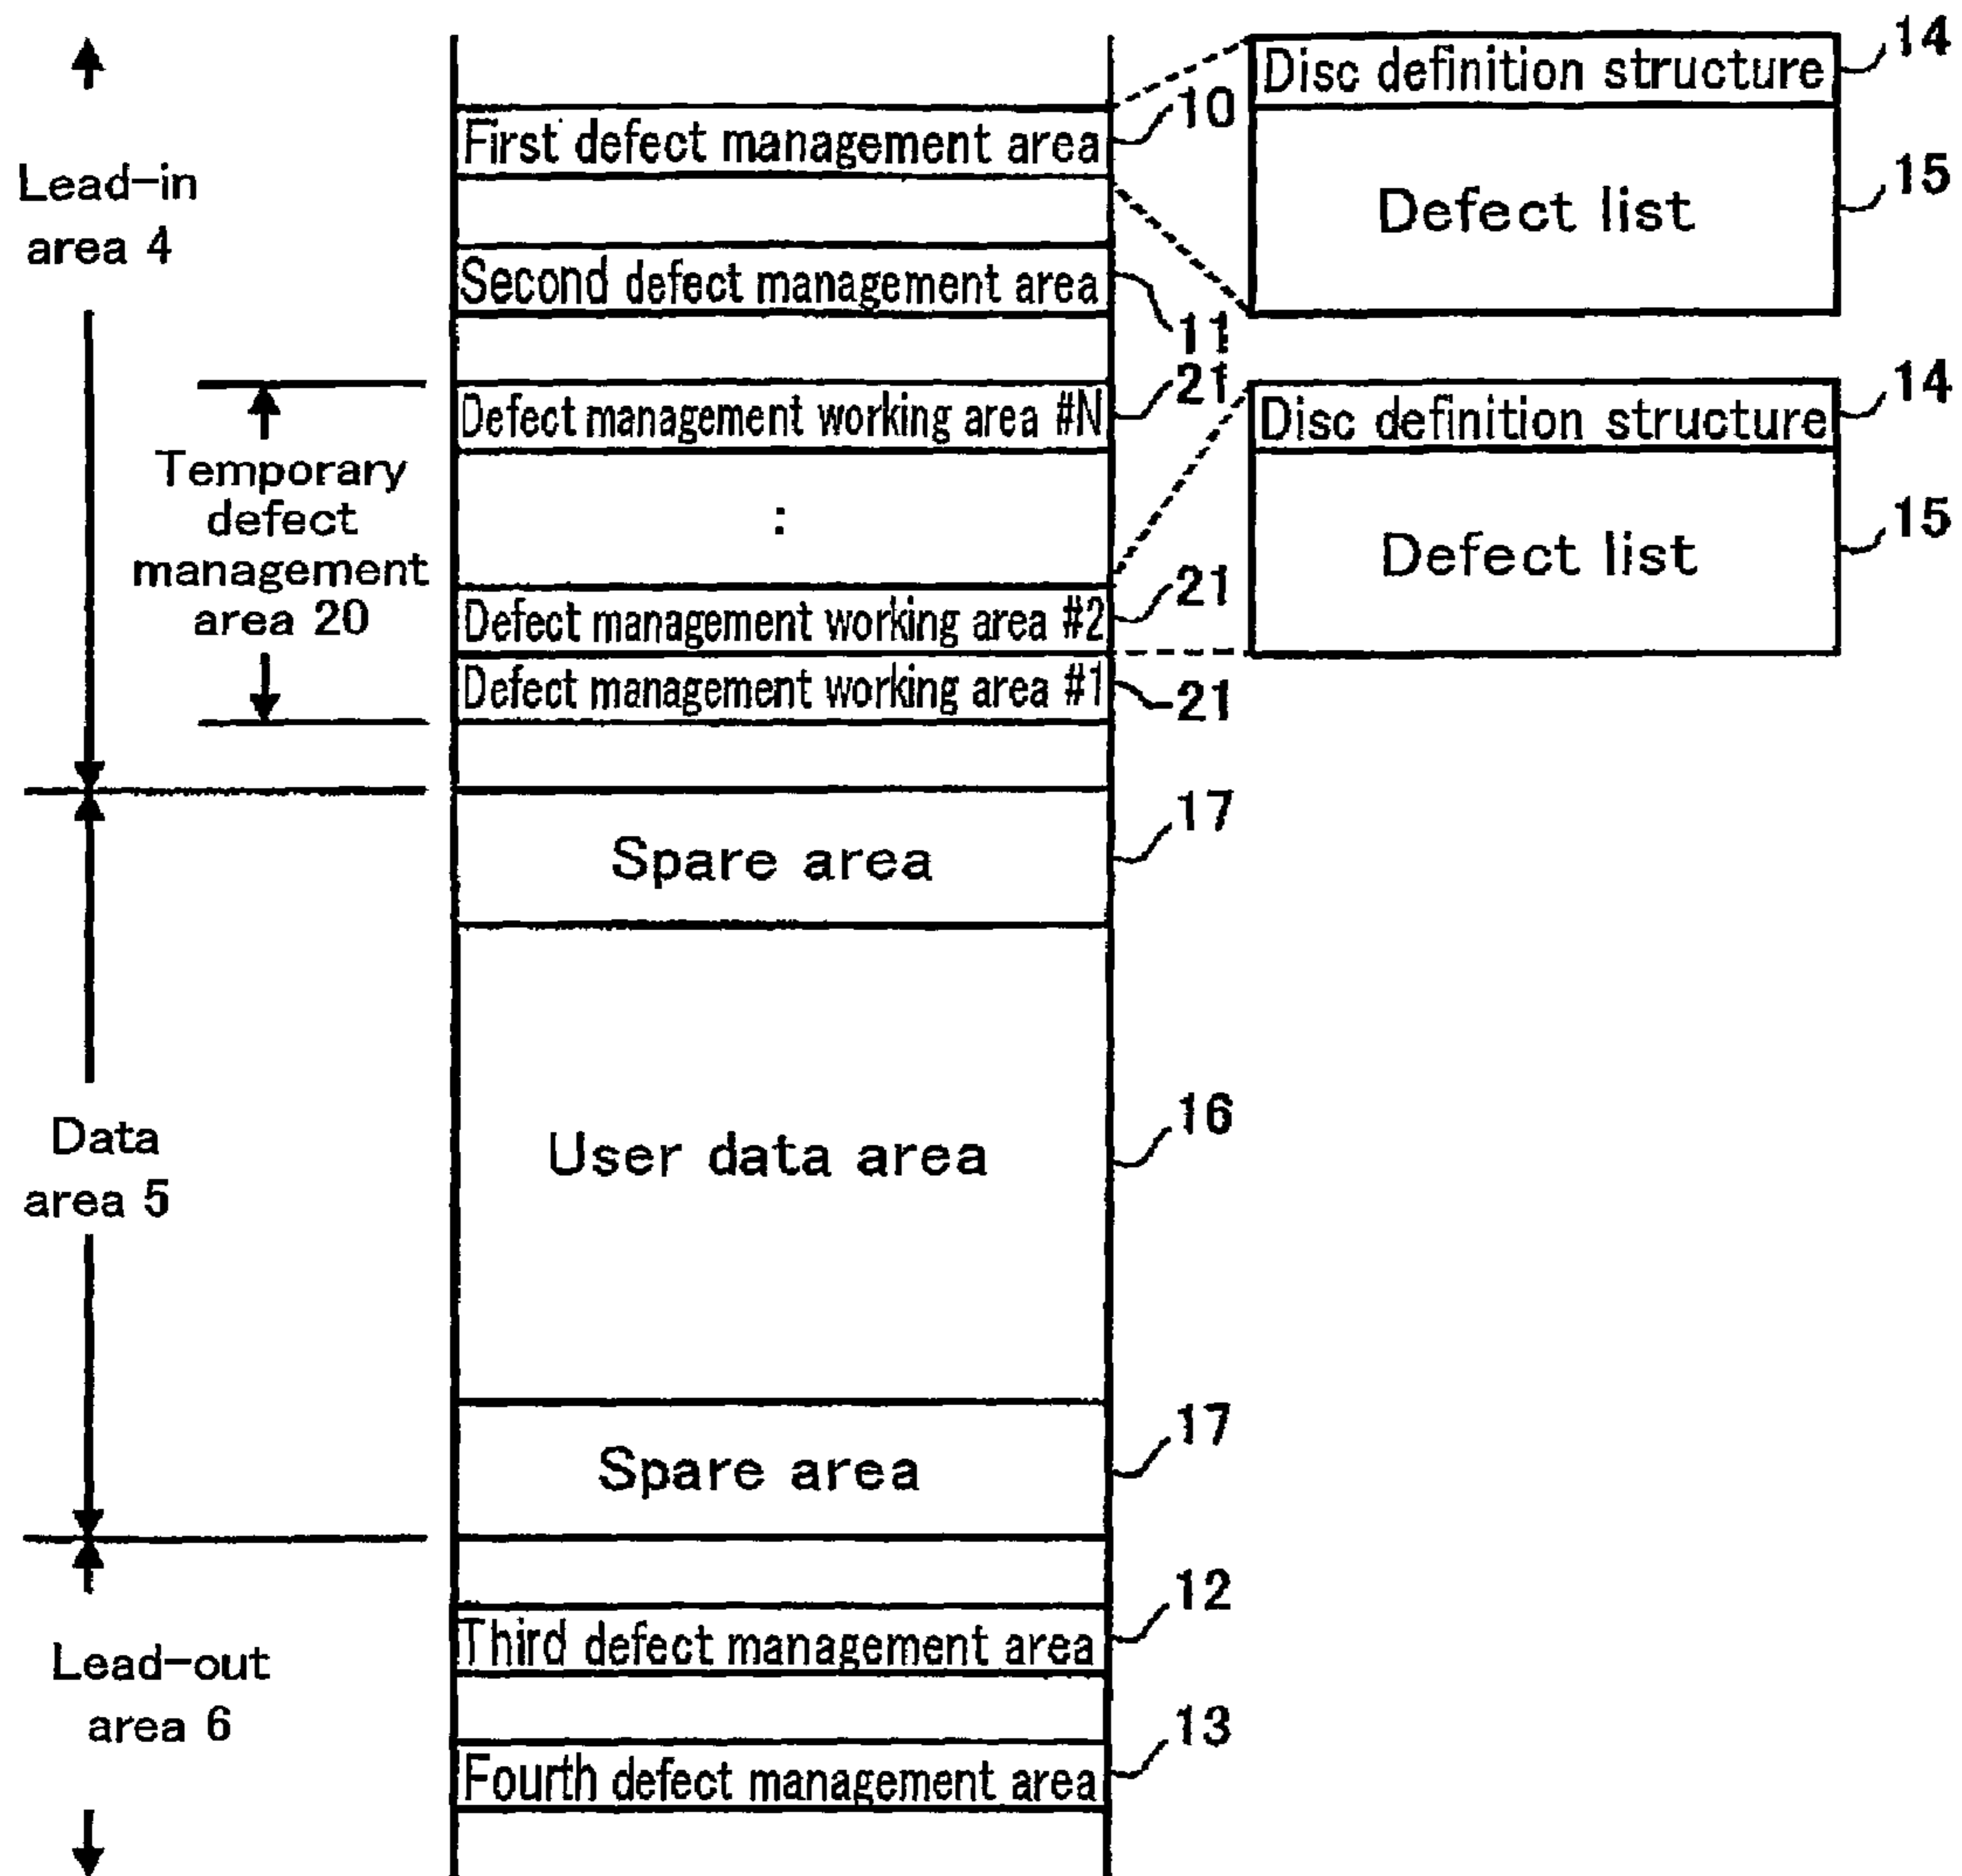 Disc definition structure 14
10
First defect management area
Lead-in
area 4
Defect list 15
Second defect management area
11
21
Defect management working area #N
Disc definition structure 14
Temporary
defect
management
area 20
:
Defect list 15
21
Defect management working area #2
Defect management working area #1 21
17
Spare area
Data
area 5
User data area 16
17
Spare area
12
Third defect management area
Lead-out
area 6
13
Fourth defect management area